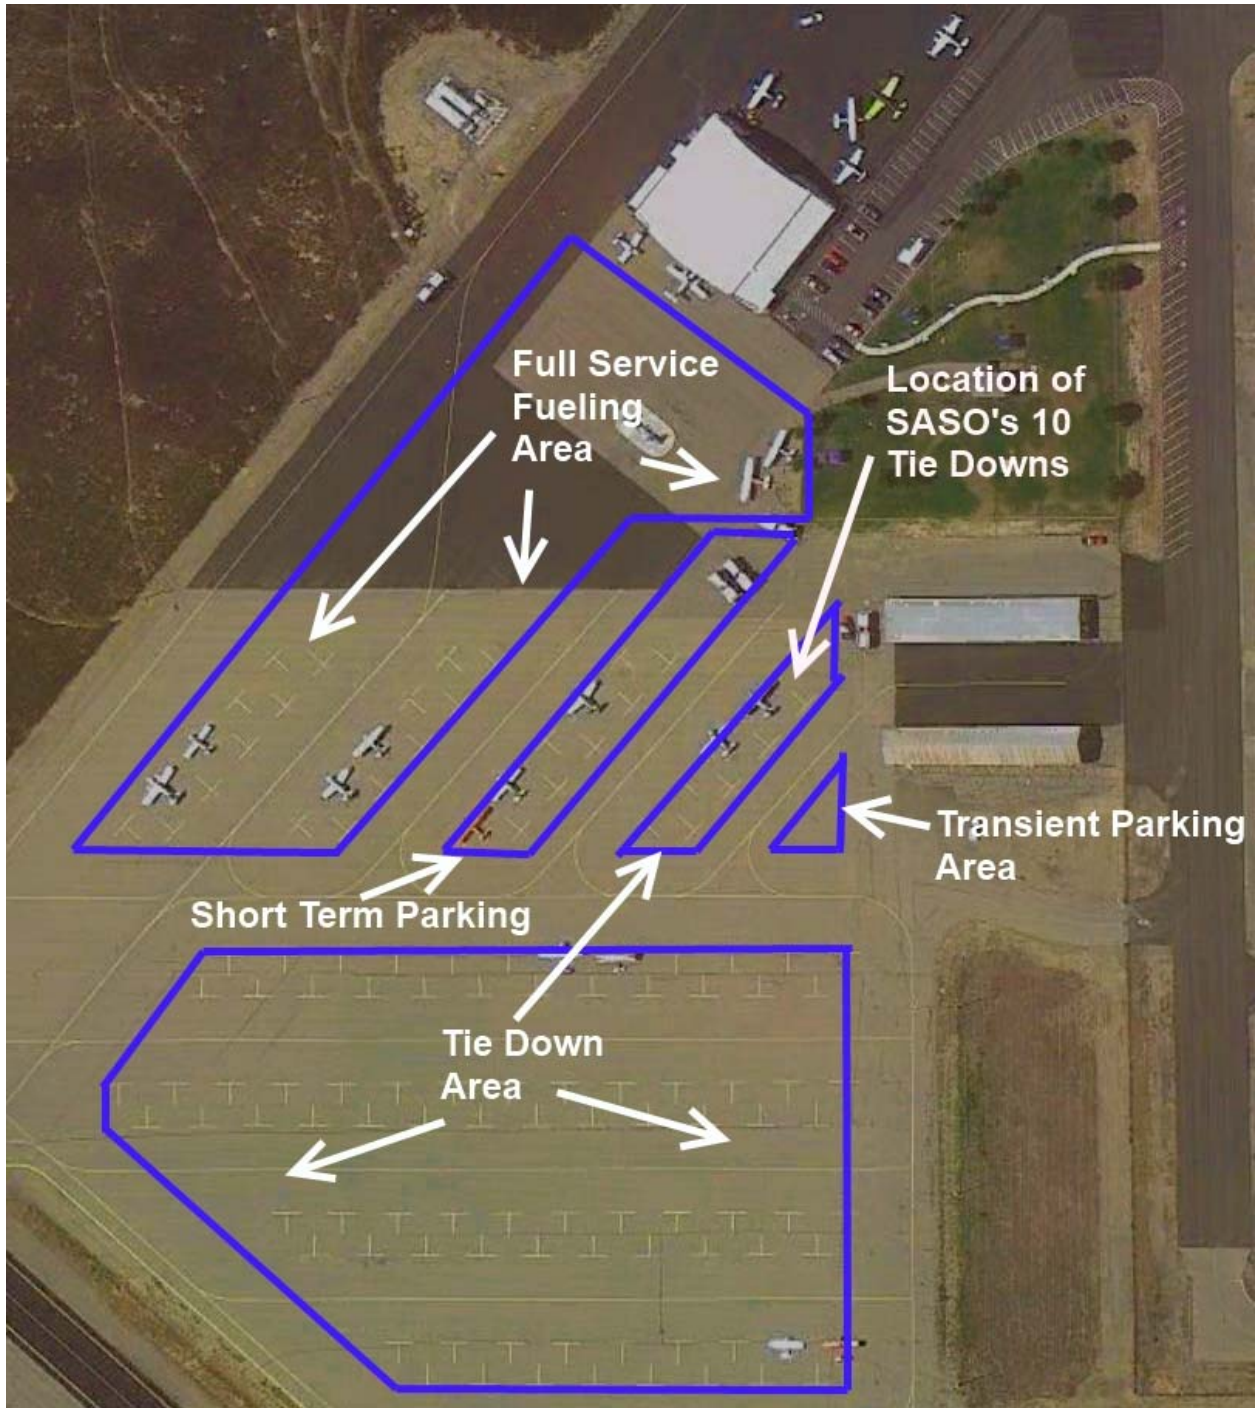 Full Service
Fueling
Area
Location of
SASO's 10
Tie Downs
Transient Parking
Area
Short Term Parking
Tie Down
Area